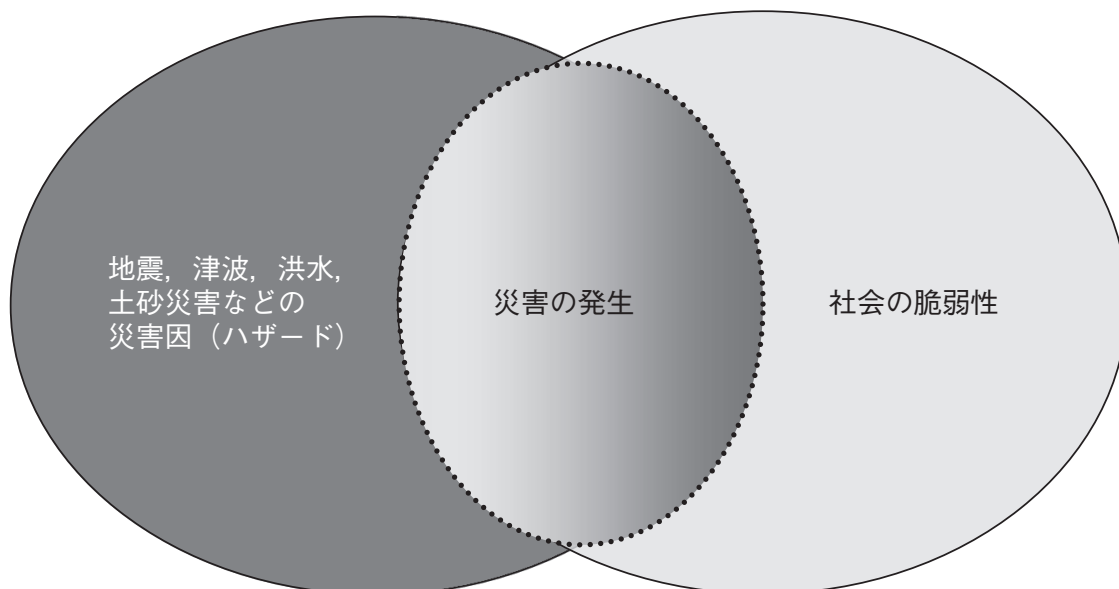 地震，津波，洪水，
土砂災害などの
災害因（ハザード）
災害の発生
社会の脆弱性